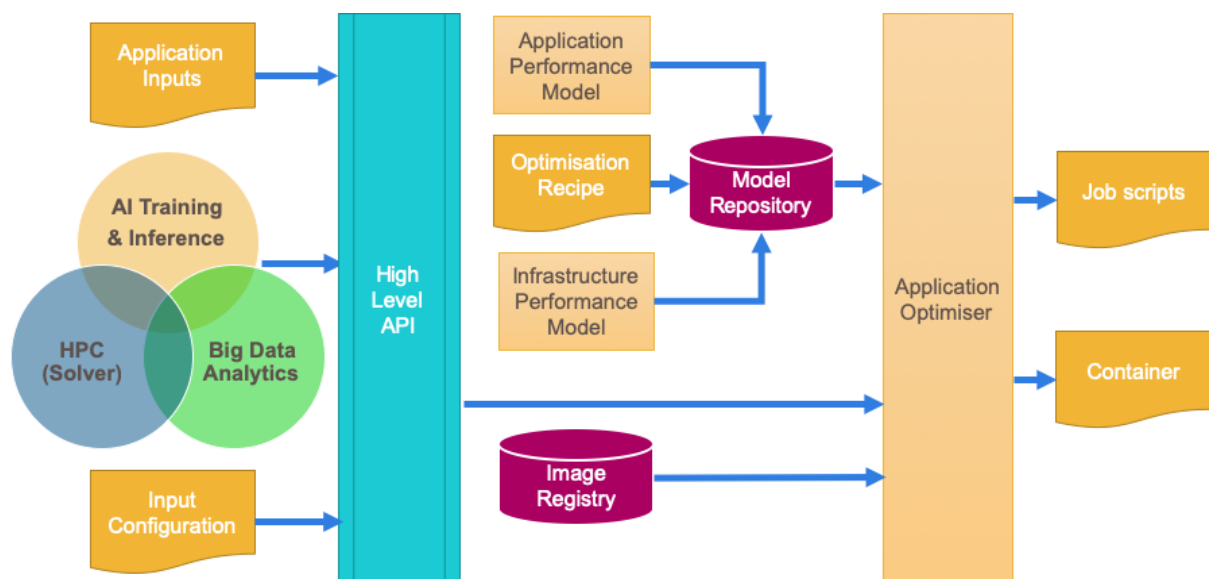 Application
Inputs
AI Training
& Inference
HPC
(Solver)
Big Data
Analytics
Input
Configuration
High
Level
API
Application
Performance
Model
Optimisation
Recipe
Infrastructure
Performance
Model
Model
Repository
Image
Registry
Application
Optimiser
Job scripts
Container